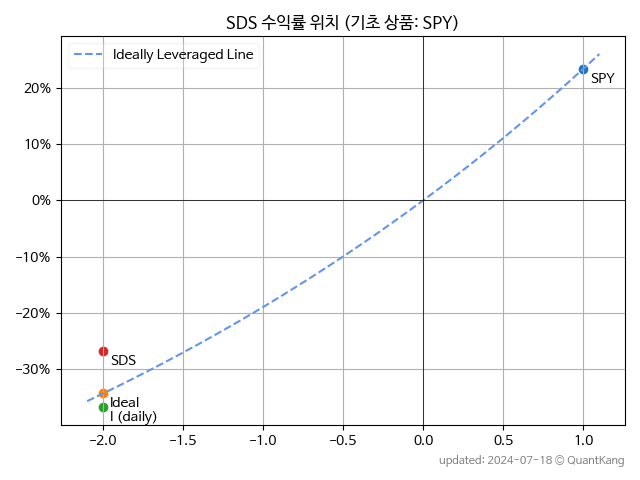 SDS 수익률 위치 (기초 상품: SPY)
Ideally Leveraged Line
20%
10%
0%
−10%
−20%
−30%
SPY
SDS
Ideal
I (daily)
−2.0 −1.5 −1.0 −0.5 0.0 0.5 1.0
updated: 2024-07-18 © QuantKang